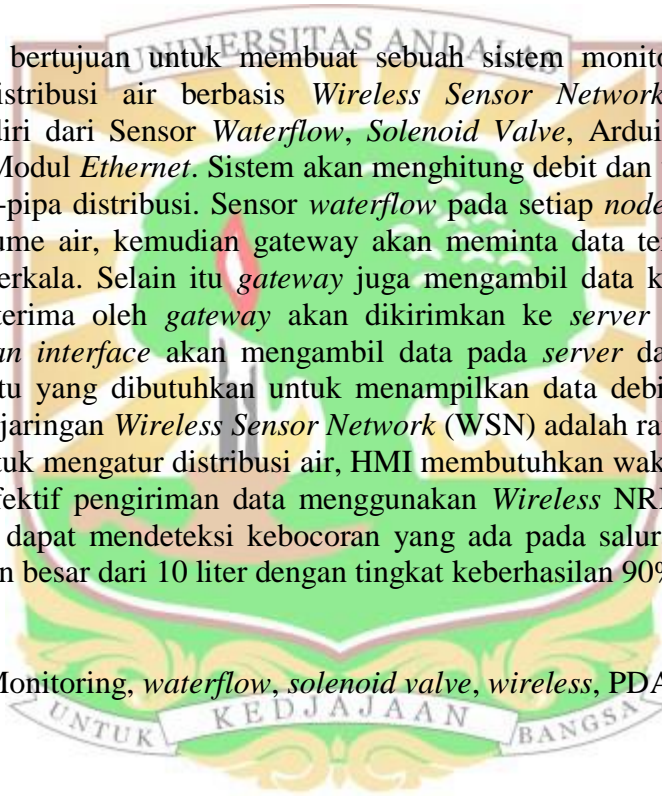 UNIVERSITAS ANDALAS
bertujuan untuk membuat sebuah sistem monito
istribusi air berbasis Wireless Sensor Network
diri dari Sensor Waterflow, Solenoid Valve, Ardui
Modul Ethernet. Sistem akan menghitung debit dan
-pipa distribusi. Sensor waterflow pada setiap node
ume air, kemudian gateway akan meminta data te
erkala. Selain itu gateway juga mengambil data k
terima oleh gateway akan dikirimkan ke server
an interface akan mengambil data pada server da
tu yang dibutuhkan untuk menampilkan data debi
jaringan Wireless Sensor Network (WSN) adalah ra
tuk mengatur distribusi air, HMI membutuhkan wak
fektif pengiriman data menggunakan Wireless NR
dapat mendeteksi kebocoran yang ada pada salur
n besar dari 10 liter dengan tingkat keberhasilan 90%
Monitoring, waterflow, solenoid valve, wireless, PDA
UNTUK KEDJAJAAN BANGSA